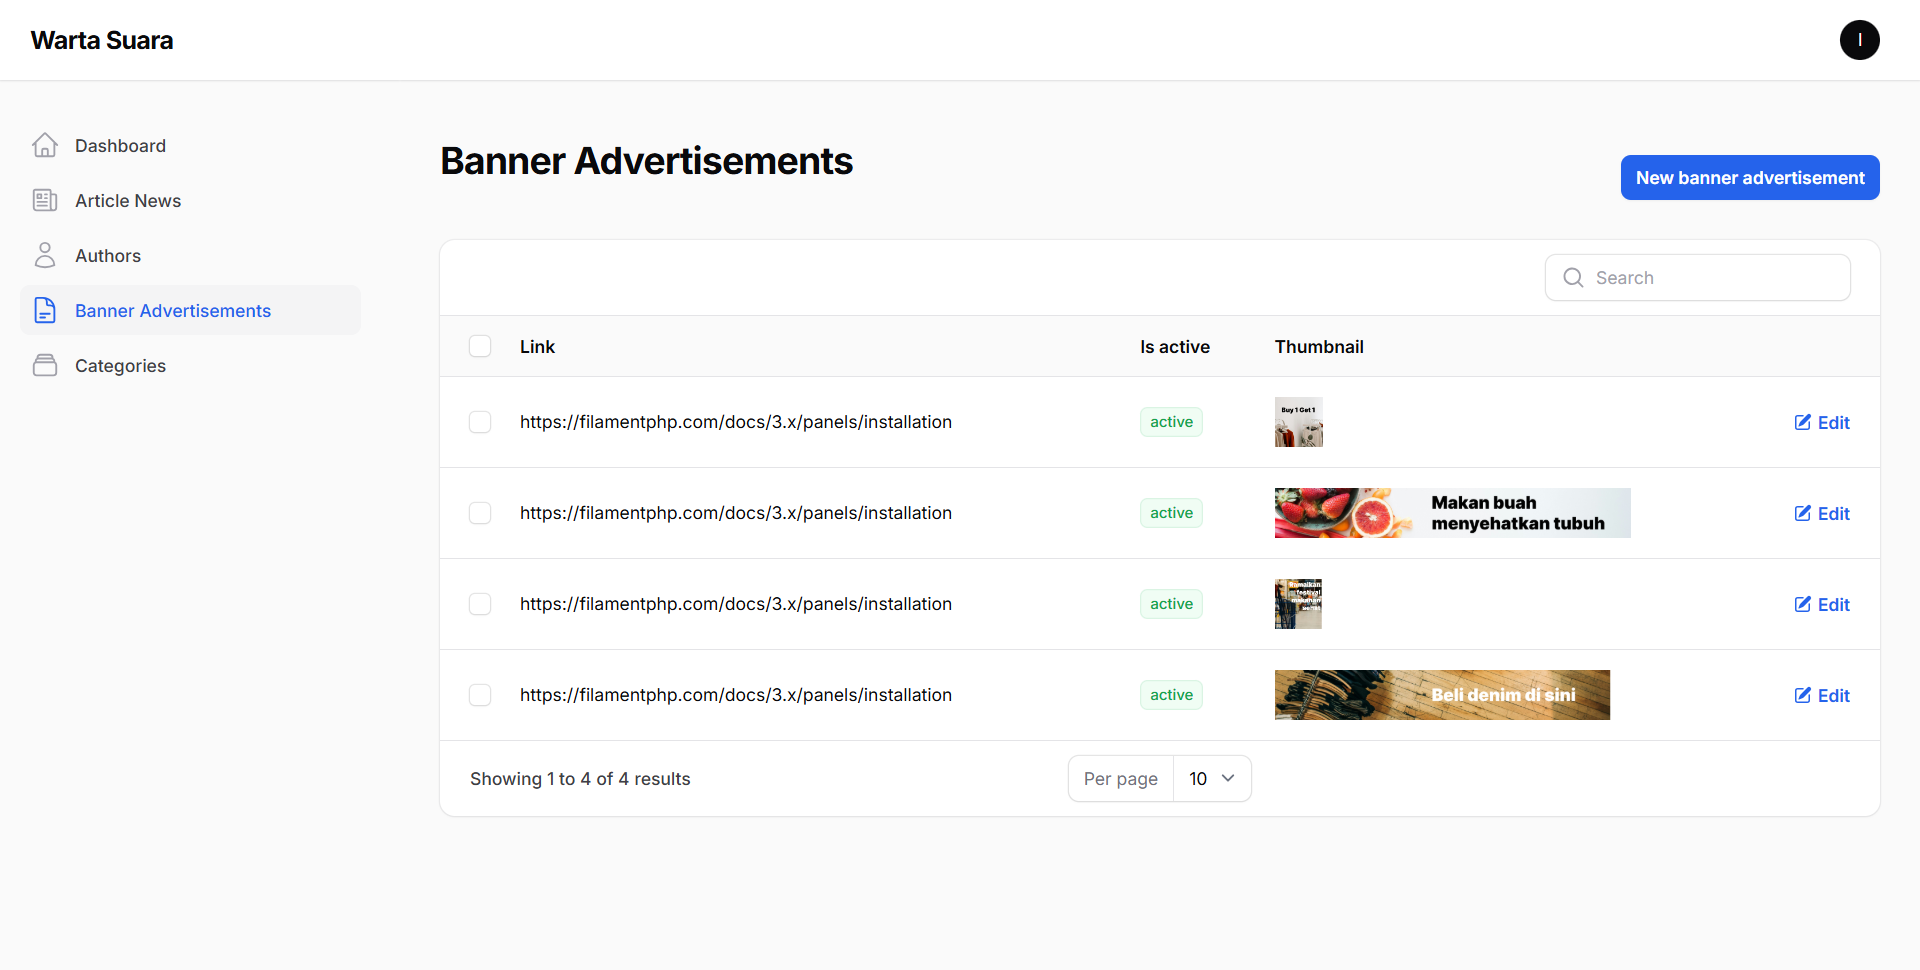 Warta Suara
I
Dashboard
Article News
Authors
Banner Advertisements
Categories
Banner Advertisements
New banner advertisement
Search
Link
Is active
Thumbnail
https://filamentphp.com/docs/3.x/panels/installation
active
Buy 1 Get 1
Edit
https://filamentphp.com/docs/3.x/panels/installation
active
Makan buah
menyehatkan tubuh
Edit
https://filamentphp.com/docs/3.x/panels/installation
active
Ramaikan
festival
makanan
Edit
https://filamentphp.com/docs/3.x/panels/installation
active
Beli denim di sini
Edit
Showing 1 to 4 of 4 results
Per page
10